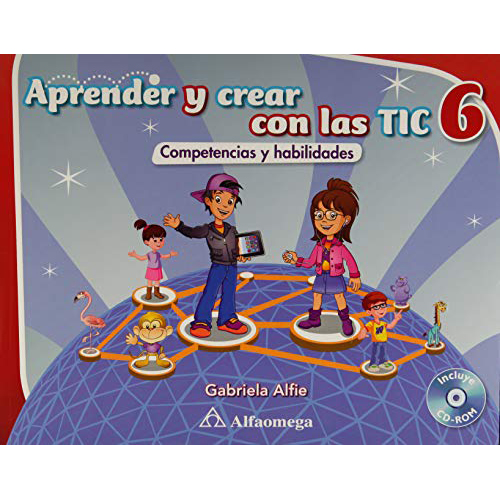 Aprender y crear
con las TIC 6
Competencias y habilidades
Gabriela Alfie
Alfaomega
Incluye
CD-ROM